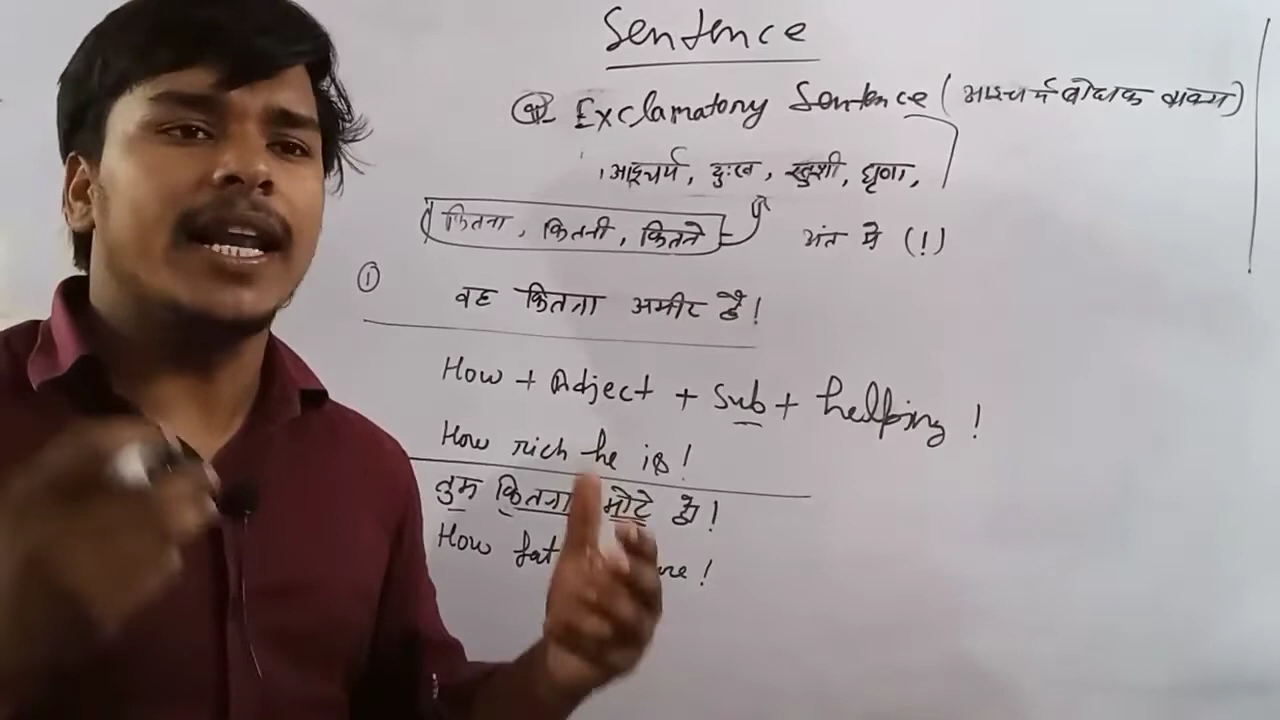 Sentence
Exclamatory Sentence (आश्चर्य बोधक वाक्य)
आश्चर्य, दुःख, खुशी, घृणा,
कितना, कितनी, कितने
अंत में (!)
① वह कितना अमीर है!
How + Adject + Sub + helping !
How rich he is!
तुम कितना मोटे हो!
How fat !